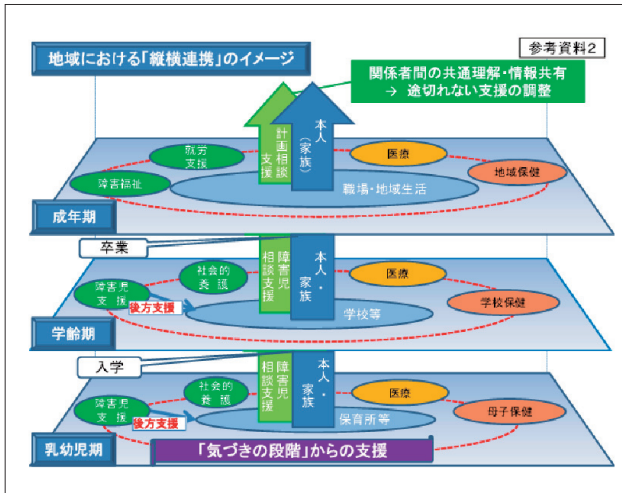 地域における「縦横連携」のイメージ
参考資料2
関係者間の共通理解・情報共有
→ 途切れない支援の調整
計画相談
支援
本人
(家族)
就労
支援
医療
障害福祉
地域保健
職場・地域生活
成年期
卒業
障害児
相談支援
本人・
家族
社会的
養護
医療
障害児
支援
後方支援
学校保健
学校等
学齢期
入学
障害児
相談支援
本人・
家族
社会的
養護
医療
障害児
支援
後方支援
母子保健
保育所等
乳幼児期
「気づきの段階」からの支援